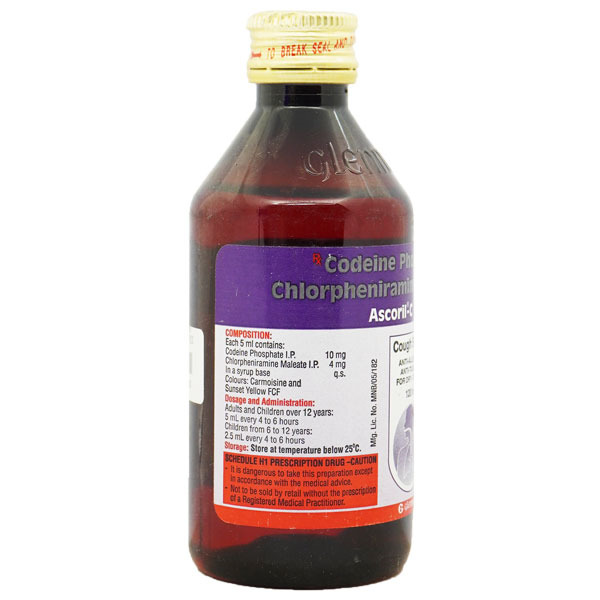 TO BREAK SEAL AND
Glenm
Rx Codeine Pho
Chlorpheniramin
Ascoril-C
COMPOSITION:
Each 5 ml contains:
Codeine Phosphate I.P. 10 mg
Chlorpheniramine Maleate I.P. 4 mg
In a syrup base q.s.
Colours: Carmoisine and
Sunset Yellow FCF
Dosage and Administration:
Adults and Children over 12 years:
5 mL every 4 to 6 hours
Children from 6 to 12 years:
2.5 mL every 4 to 6 hours
Storage: Store at temperature below 25°C.
SCHEDULE H1 PRESCRIPTION DRUG -CAUTION
- It is dangerous to take this preparation except
in accordance with the medical advice.
- Not to be sold by retail without the prescription
of a Registered Medical Practitioner.
Mfg. Lic. No. MNB/05/182
Cough
FOR DRY